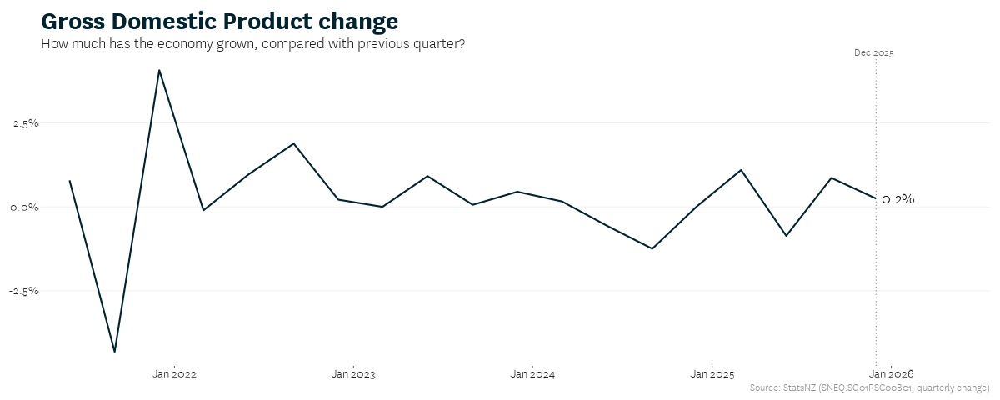 Gross Domestic Product change
How much has the economy grown, compared with previous quarter?
Dec 2025
2.5%
0.0%
0.2%
-2.5%
Jan 2022
Jan 2023
Jan 2024
Jan 2025
Jan 2026
Source: StatsNZ (SNEQ.SG01RSC00B01, quarterly change)